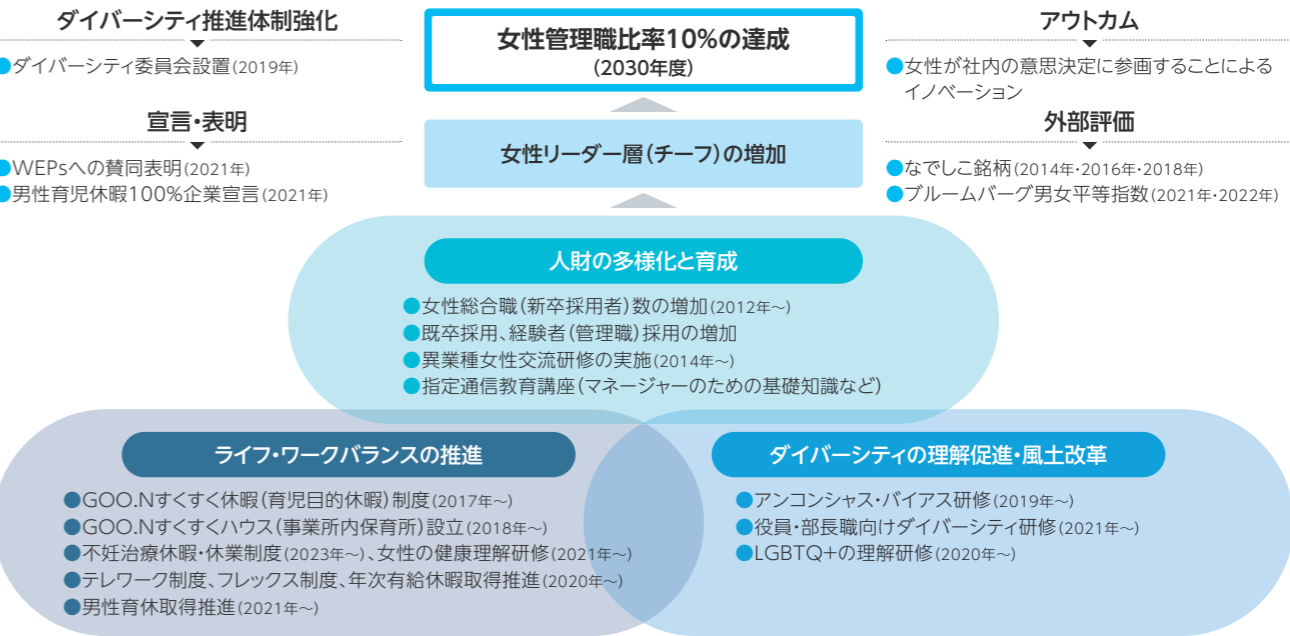 ダイバーシティ推進体制強化
●ダイバーシティ委員会設置(2019年)
宣言・表明
●WEPsへの賛同表明(2021年)
●男性育児休暇100%企業宣言(2021年)
女性管理職比率10%の達成
(2030年度)
女性リーダー層(チーフ)の増加
アウトカム
●女性が社内の意思決定に参画することによる
イノベーション
外部評価
●なでしこ銘柄(2014年・2016年・2018年)
●ブルームバーグ男女平等指数(2021年・2022年)
人財の多様化と育成
●女性総合職(新卒採用者)数の増加(2012年〜)
●既卒採用、経験者(管理職)採用の増加
●異業種女性交流研修の実施(2014年〜)
●指定通信教育講座(マネージャーのための基礎知識など)
ライフ・ワークバランスの推進
●GOO.Nすくすく休暇(育児目的休暇)制度(2017年〜)
●GOO.Nすくすくハウス(事業所内保育所)設立(2018年〜)
●不妊治療休暇・休業制度(2023年〜)、女性の健康理解研修(2021年〜)
●テレワーク制度、フレックス制度、年次有給休暇取得推進(2020年〜)
●男性育休取得推進(2021年〜)
ダイバーシティの理解促進・風土改革
●アンコンシャス・バイアス研修(2019年〜)
●役員・部長職向けダイバーシティ研修(2021年〜)
●LGBTQ+の理解研修(2020年〜)